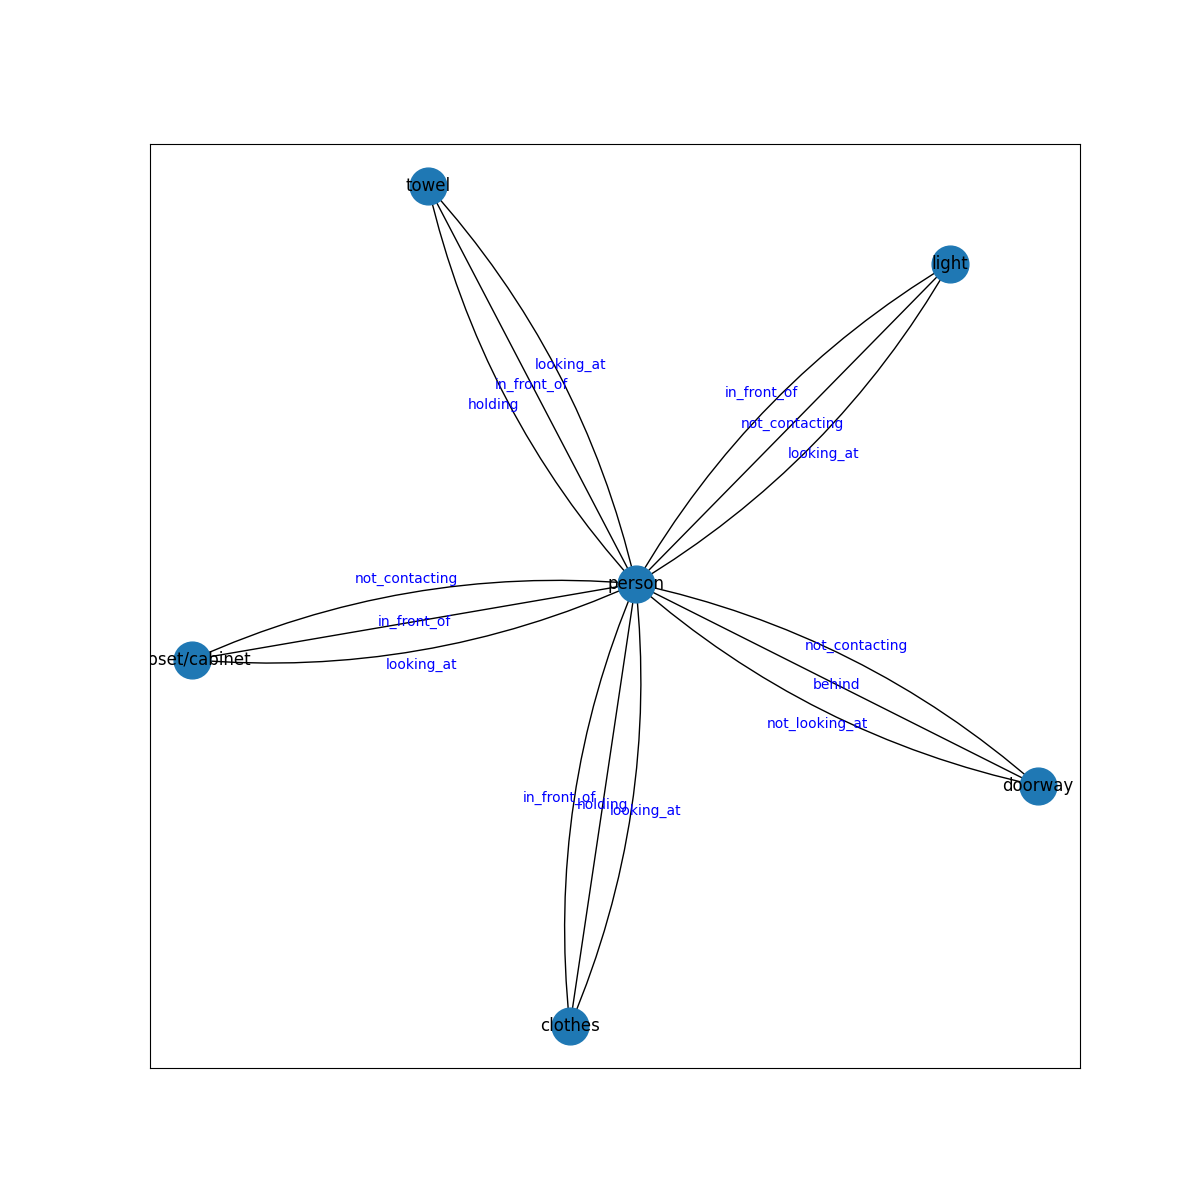 towel
light
looking_at
in_front_of
holding
in_front_of
not_contacting
looking_at
not_contacting
in_front_of
looking_at
person
oset/cabinet
not_contacting
behind
not_looking_at
doorway
in_front_of
holding
looking_at
clothes